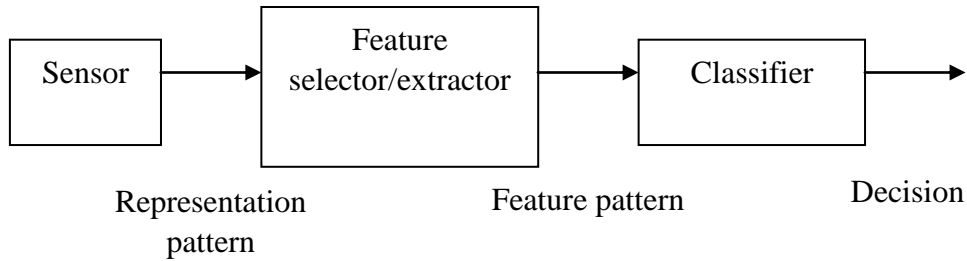 Sensor
Feature
selector/extractor
Classifier
Representation
pattern
Feature pattern
Decision